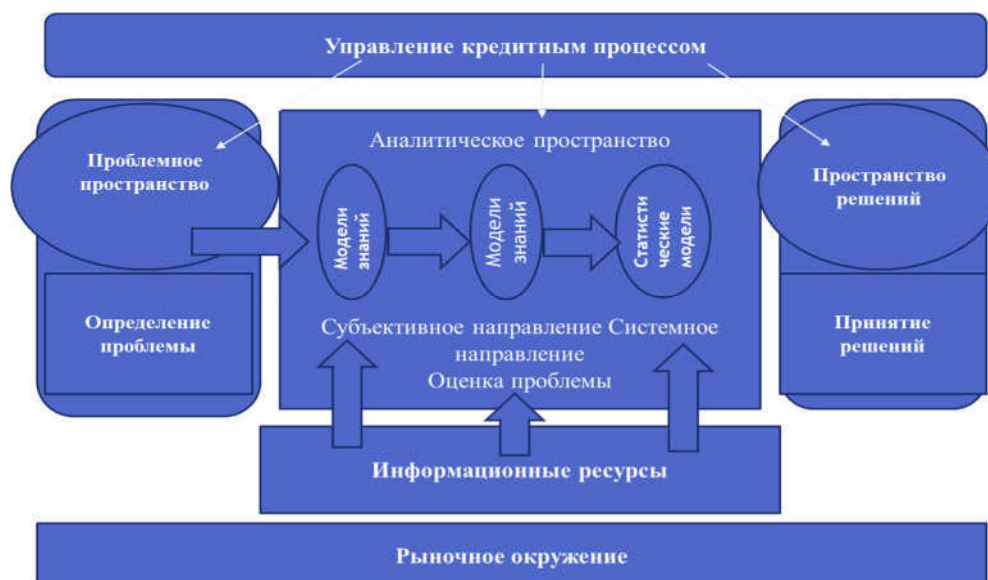 Управление кредитным процессом
Проблемное
пространство
Определение
проблемы
Аналитическое пространство
Модели
знаний
Модели
знаний
Статисти
ческие
модели
Субъективное направление Системное
направление
Оценка проблемы
Пространство
решений
Принятие
решений
Информационные ресурсы
Рыночное окружение